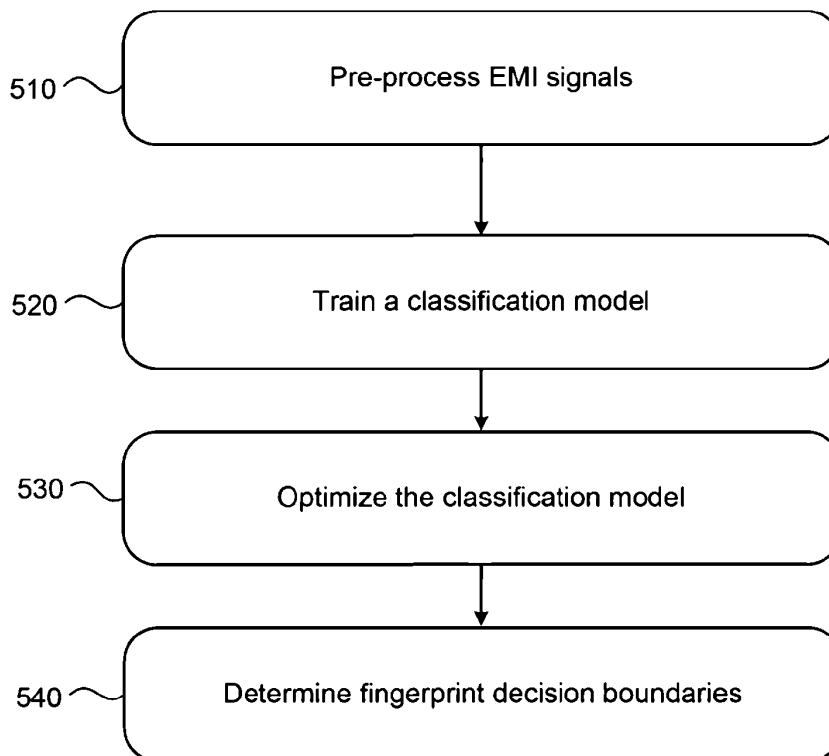 510
Pre-process EMI signals
520
Train a classification model
530
Optimize the classification model
540
Determine fingerprint decision boundaries